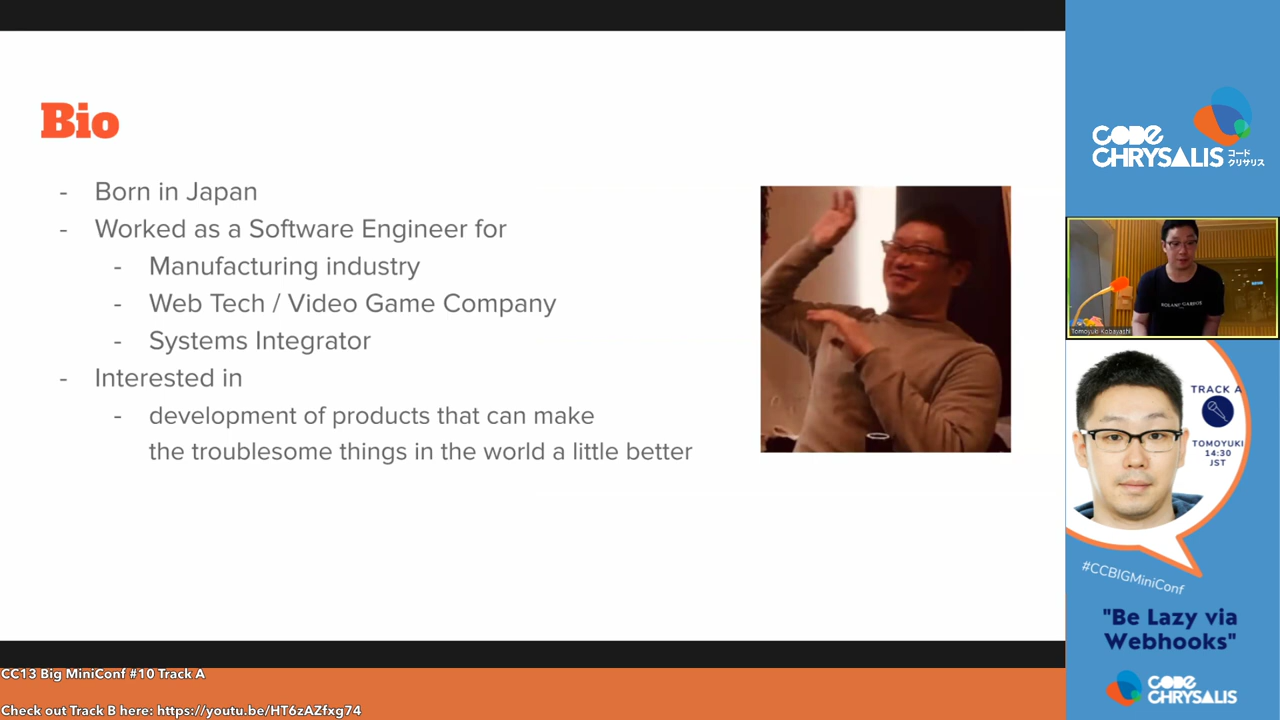 Bio
- Born in Japan
- Worked as a Software Engineer for
- Manufacturing industry
- Web Tech / Video Game Company
- Systems Integrator
- Interested in
- development of products that can make
the troublesome things in the world a little better
CODE
CHRYSALIS
コード
クリサリス
Tomoyuki Kobayashi
TRACK A
TOMOYUKI
14:30
JST
#CCBIGMiniConf
"Be Lazy via
Webhooks"
CODE
CHRYSALIS
CC13 Big MiniConf #10 Track A
Check out Track B here: https://youtu.be/HT6zAZfxg74